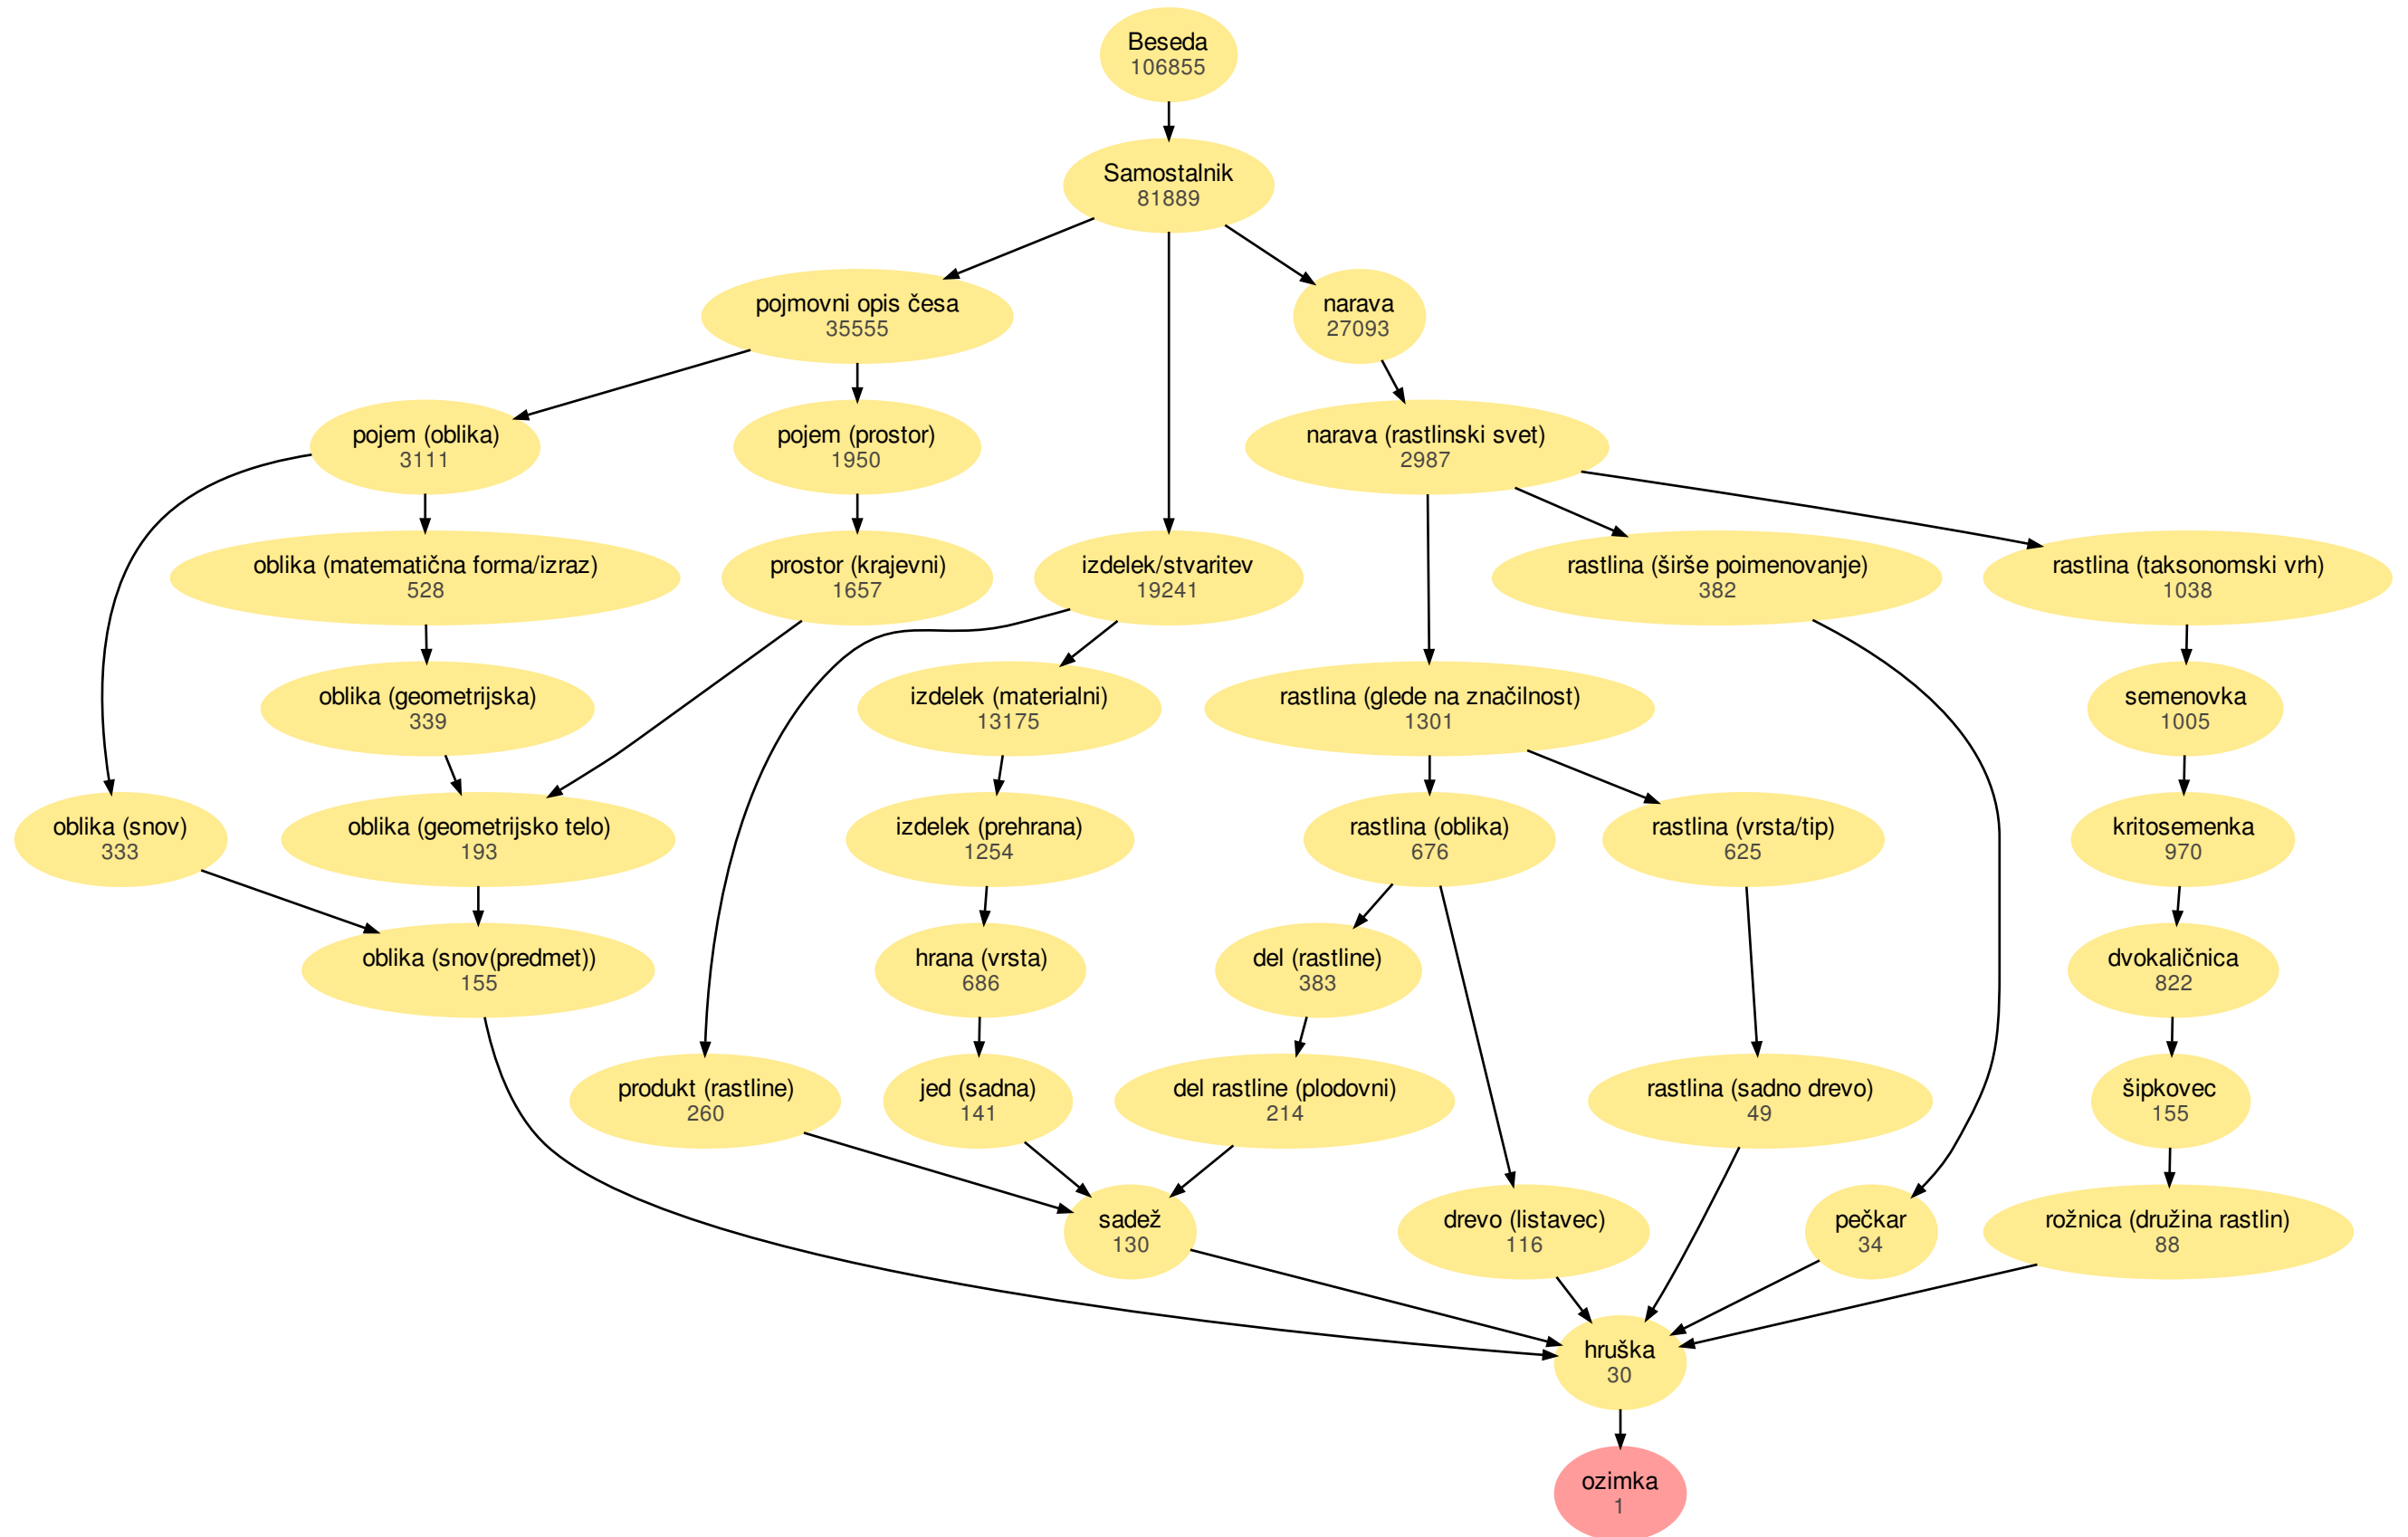 Beseda
106855
Samostalnik
81889
pojmovni opis česa
35555
narava
27093
pojem (oblika)
3111
pojem (prostor)
1950
narava (rastlinski svet)
2987
oblika (matematična forma/izraz)
528
prostor (krajevni)
1657
izdelek/stvaritev
19241
rastlina (širše poimenovanje)
382
rastlina (taksonomski vrh)
1038
oblika (geometrijska)
339
izdelek (materialni)
13175
rastlina (glede na značilnost)
1301
semenovka
1005
oblika (snov)
333
oblika (geometrijsko telo)
193
izdelek (prehrana)
1254
rastlina (oblika)
676
rastlina (vrsta/tip)
625
kritosemenka
970
oblika (snov(predmet))
155
hrana (vrsta)
686
del (rastline)
383
dvokaličnica
822
produkt (rastline)
260
jed (sadna)
141
del rastline (plodovni)
214
rastlina (sadno drevo)
49
šipkovec
155
sadež
130
drevo (listavec)
116
pečkar
34
rožnica (družina rastlin)
88
hruška
30
ozimka
1